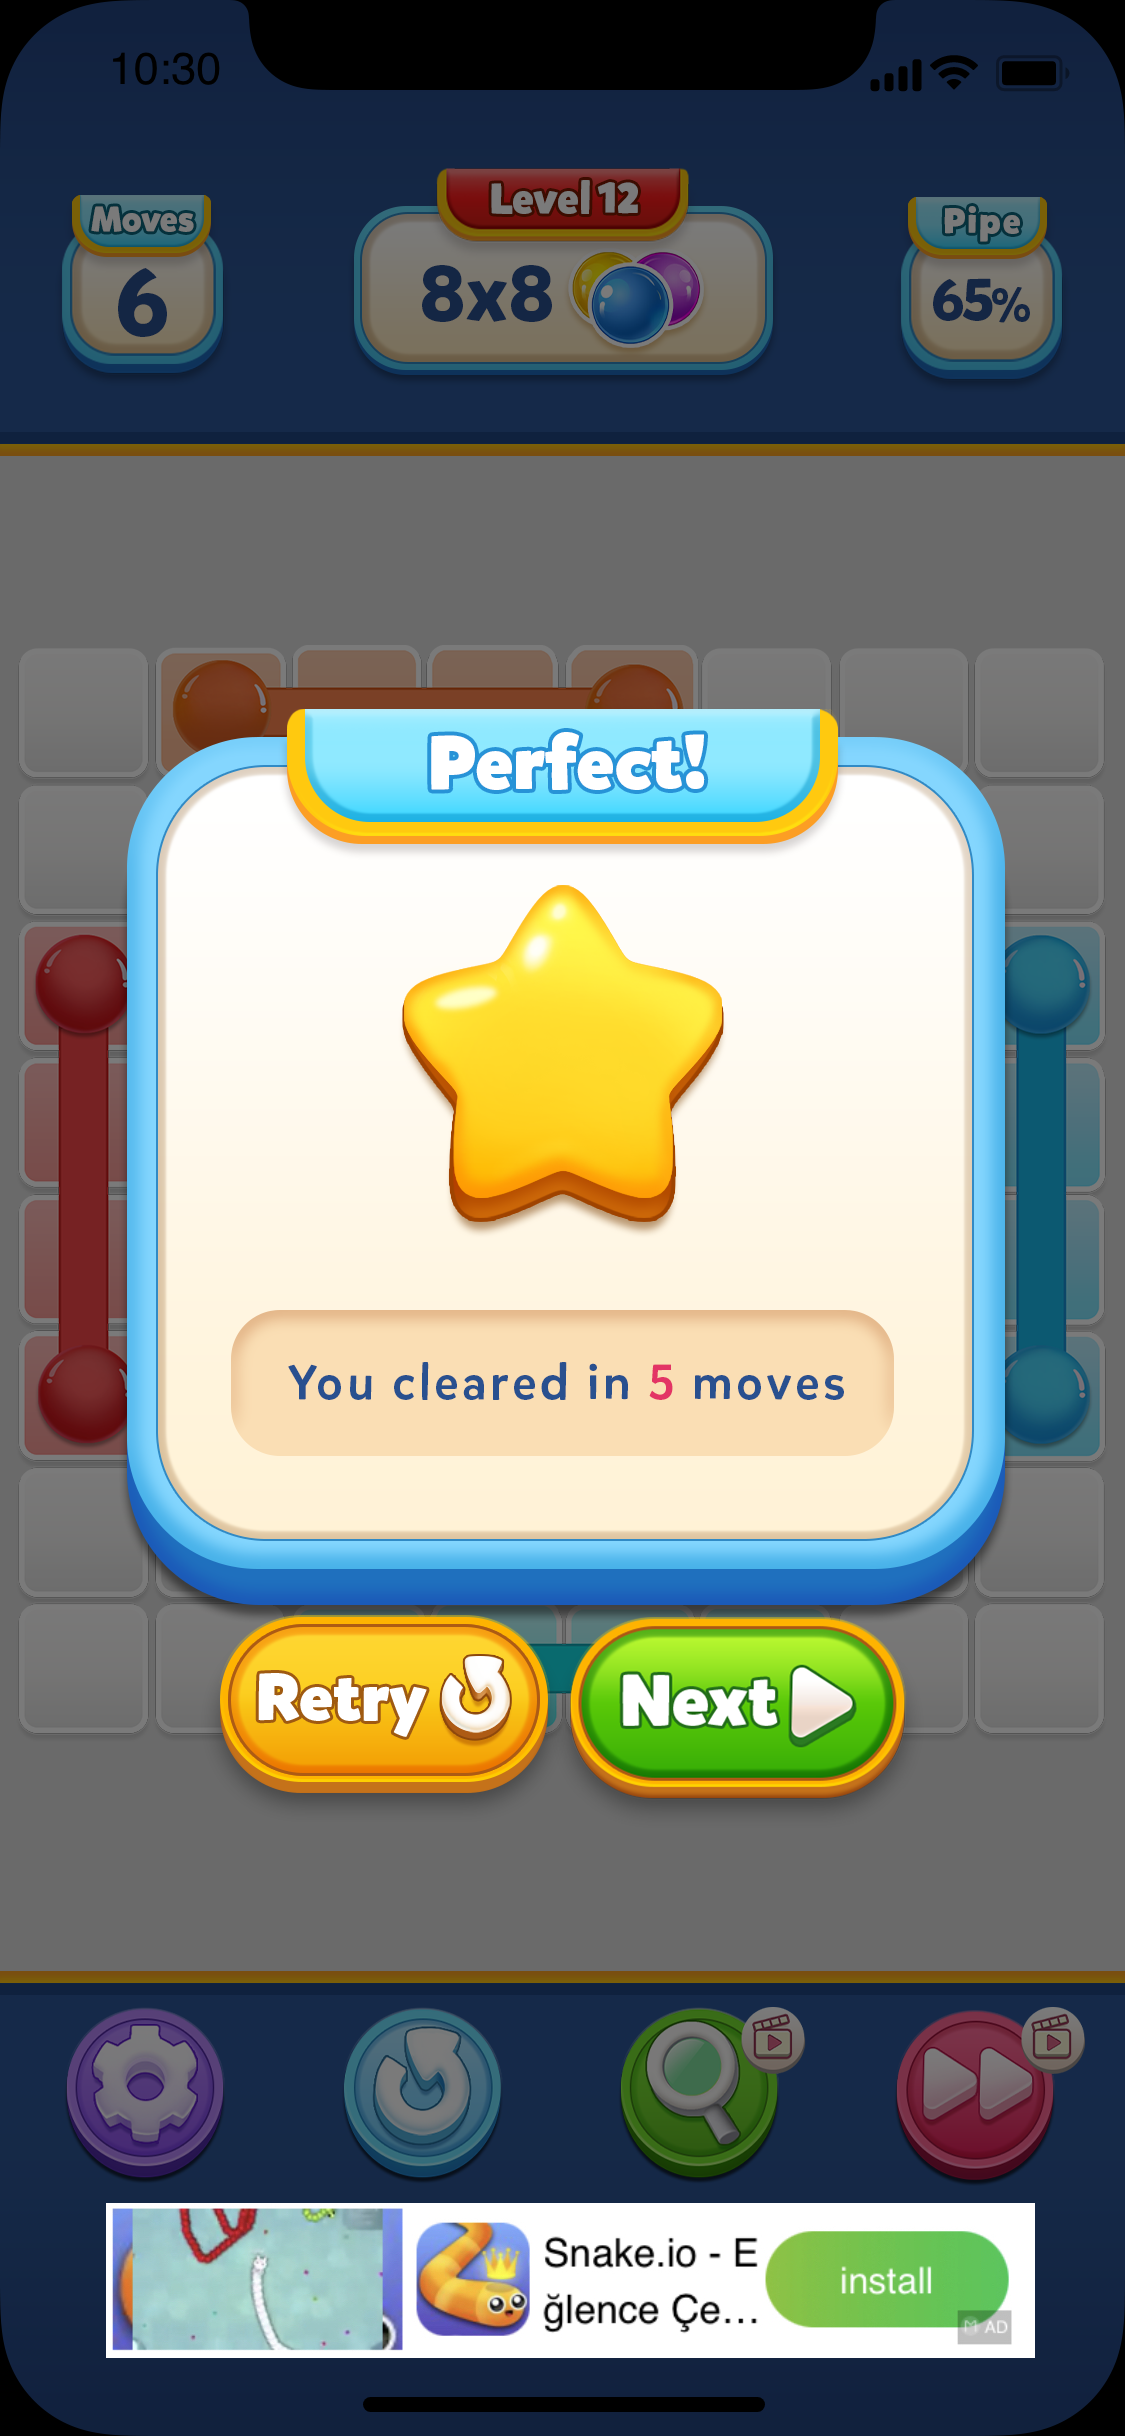 10:30
Moves
6
Level 12
8x8
Pipe
65%
Perfect!
You cleared in 5 moves
Retry
Next
Snake.io - E
ğlence Çe...
install
AD